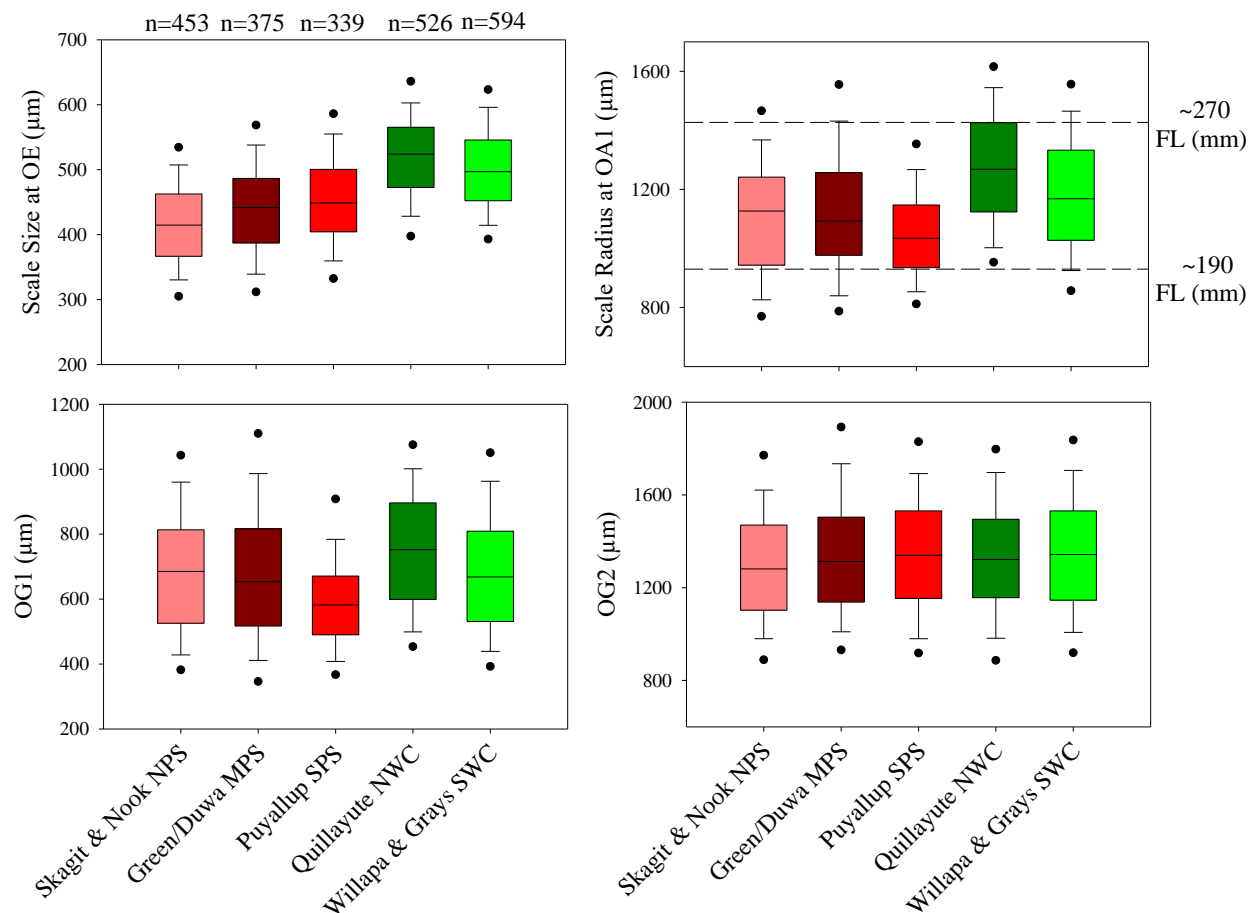 n=453 n=375 n=339 n=526 n=594
700
600
500
400
300
200
Scale Size at OE (µm)
1600
1200
800
Scale Radius at OA1 (µm)
~270
FL (mm)
~190
FL (mm)
1200
1000
800
600
400
200
OG1 (µm)
2000
1600
1200
800
OG2 (µm)
Skagit & Nook NPS
Green/Duwa MPS
Puyallup SPS
Quillayute NWC
Willapa & Grays SWC
Skagit & Nook NPS
Green/Duwa MPS
Puyallup SPS
Quillayute NWC
Willapa & Grays SWC